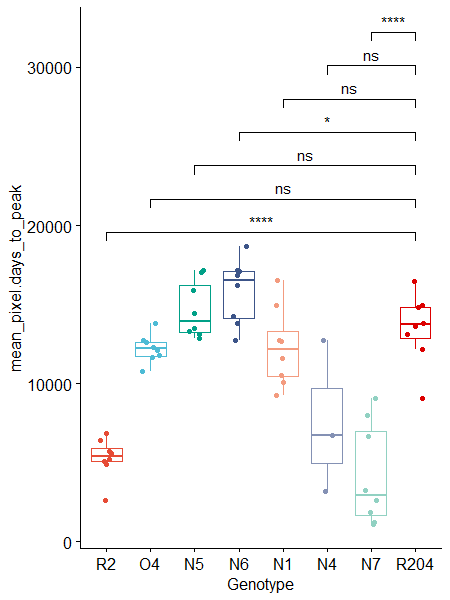 ****
ns
30000
ns
*
ns
ns
****
20000
mean_pixel.days_to_peak
10000
0
R2 O4 N5 N6 N1 N4 N7 R204
Genotype